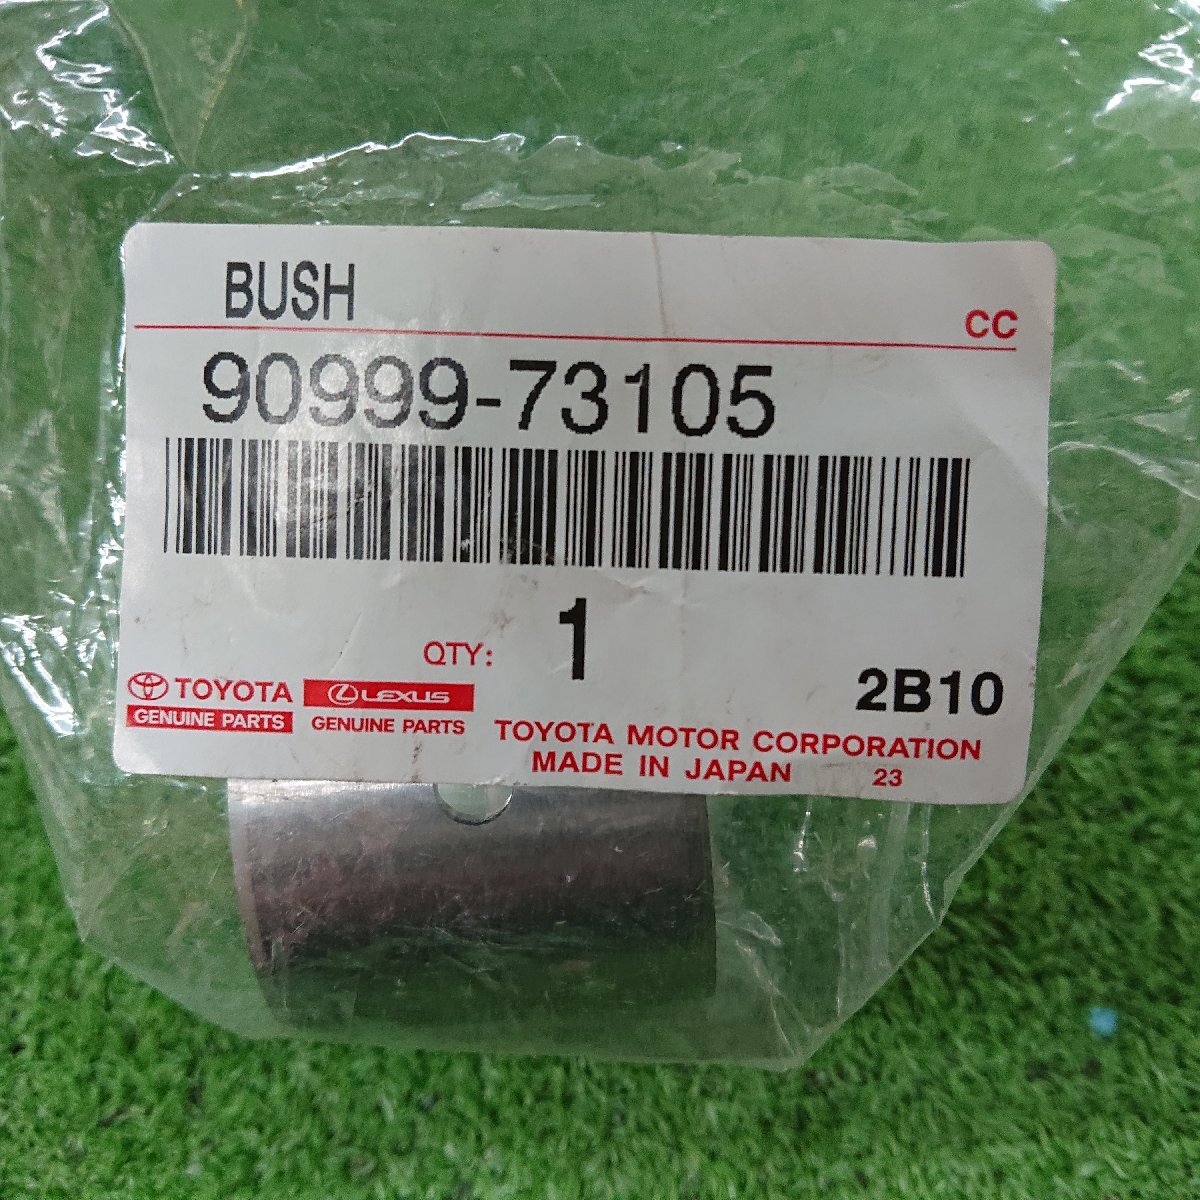 BUSH
CC
90999-73105
QTY: 1
2B10
TOYOTA
GENUINE PARTS
LEXUS
GENUINE PARTS
TOYOTA MOTOR CORPORATION
MADE IN JAPAN 23